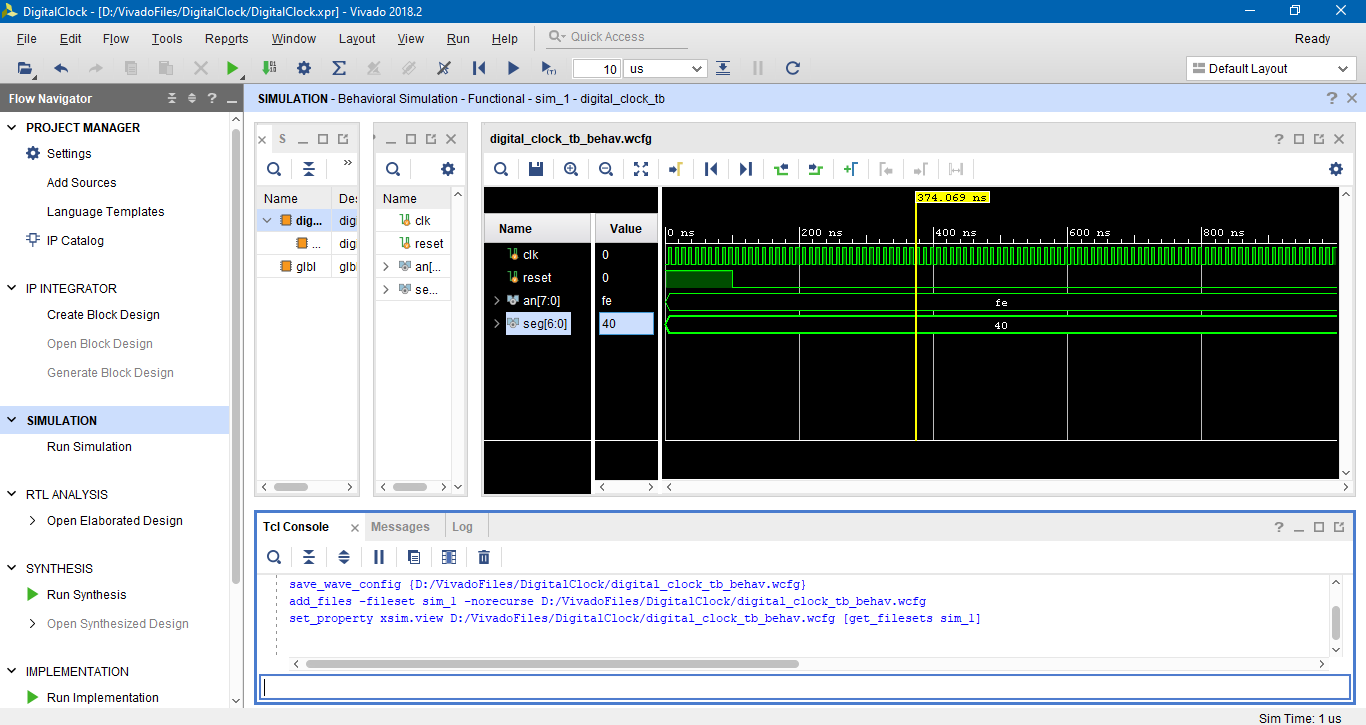 DigitalClock - [D:/VivadoFiles/DigitalClock/DigitalClock.xpr] - Vivado 2018.2
File Edit Flow Tools Reports Window Layout View Run Help Quick Access Ready
10 us Default Layout
Flow Navigator
PROJECT MANAGER
Settings
Add Sources
Language Templates
IP Catalog
IP INTEGRATOR
Create Block Design
Open Block Design
Generate Block Design
SIMULATION
Run Simulation
RTL ANALYSIS
Open Elaborated Design
SYNTHESIS
Run Synthesis
Open Synthesized Design
IMPLEMENTATION
Run Implementation
SIMULATION - Behavioral Simulation - Functional - sim_1 - digital_clock_tb
S
Name De:
dig... digi
... digi
glbl glb
Name
clk
reset
an[...
se...
digital_clock_tb_behav.wcfg
Name Value
clk 0
reset 0
an[7:0] fe
seg[6:0] 40
374.069 ns
0 ns 200 ns 400 ns 600 ns 800 ns
fe
40
Tcl Console Messages Log
save_wave_config {D:/VivadoFiles/DigitalClock/digital_clock_tb_behav.wcfg}
add_files -fileset sim_1 -norecurse D:/VivadoFiles/DigitalClock/digital_clock_tb_behav.wcfg
set_property xsim.view D:/VivadoFiles/DigitalClock/digital_clock_tb_behav.wcfg [get_filesets sim_1]
Sim Time: 1 us